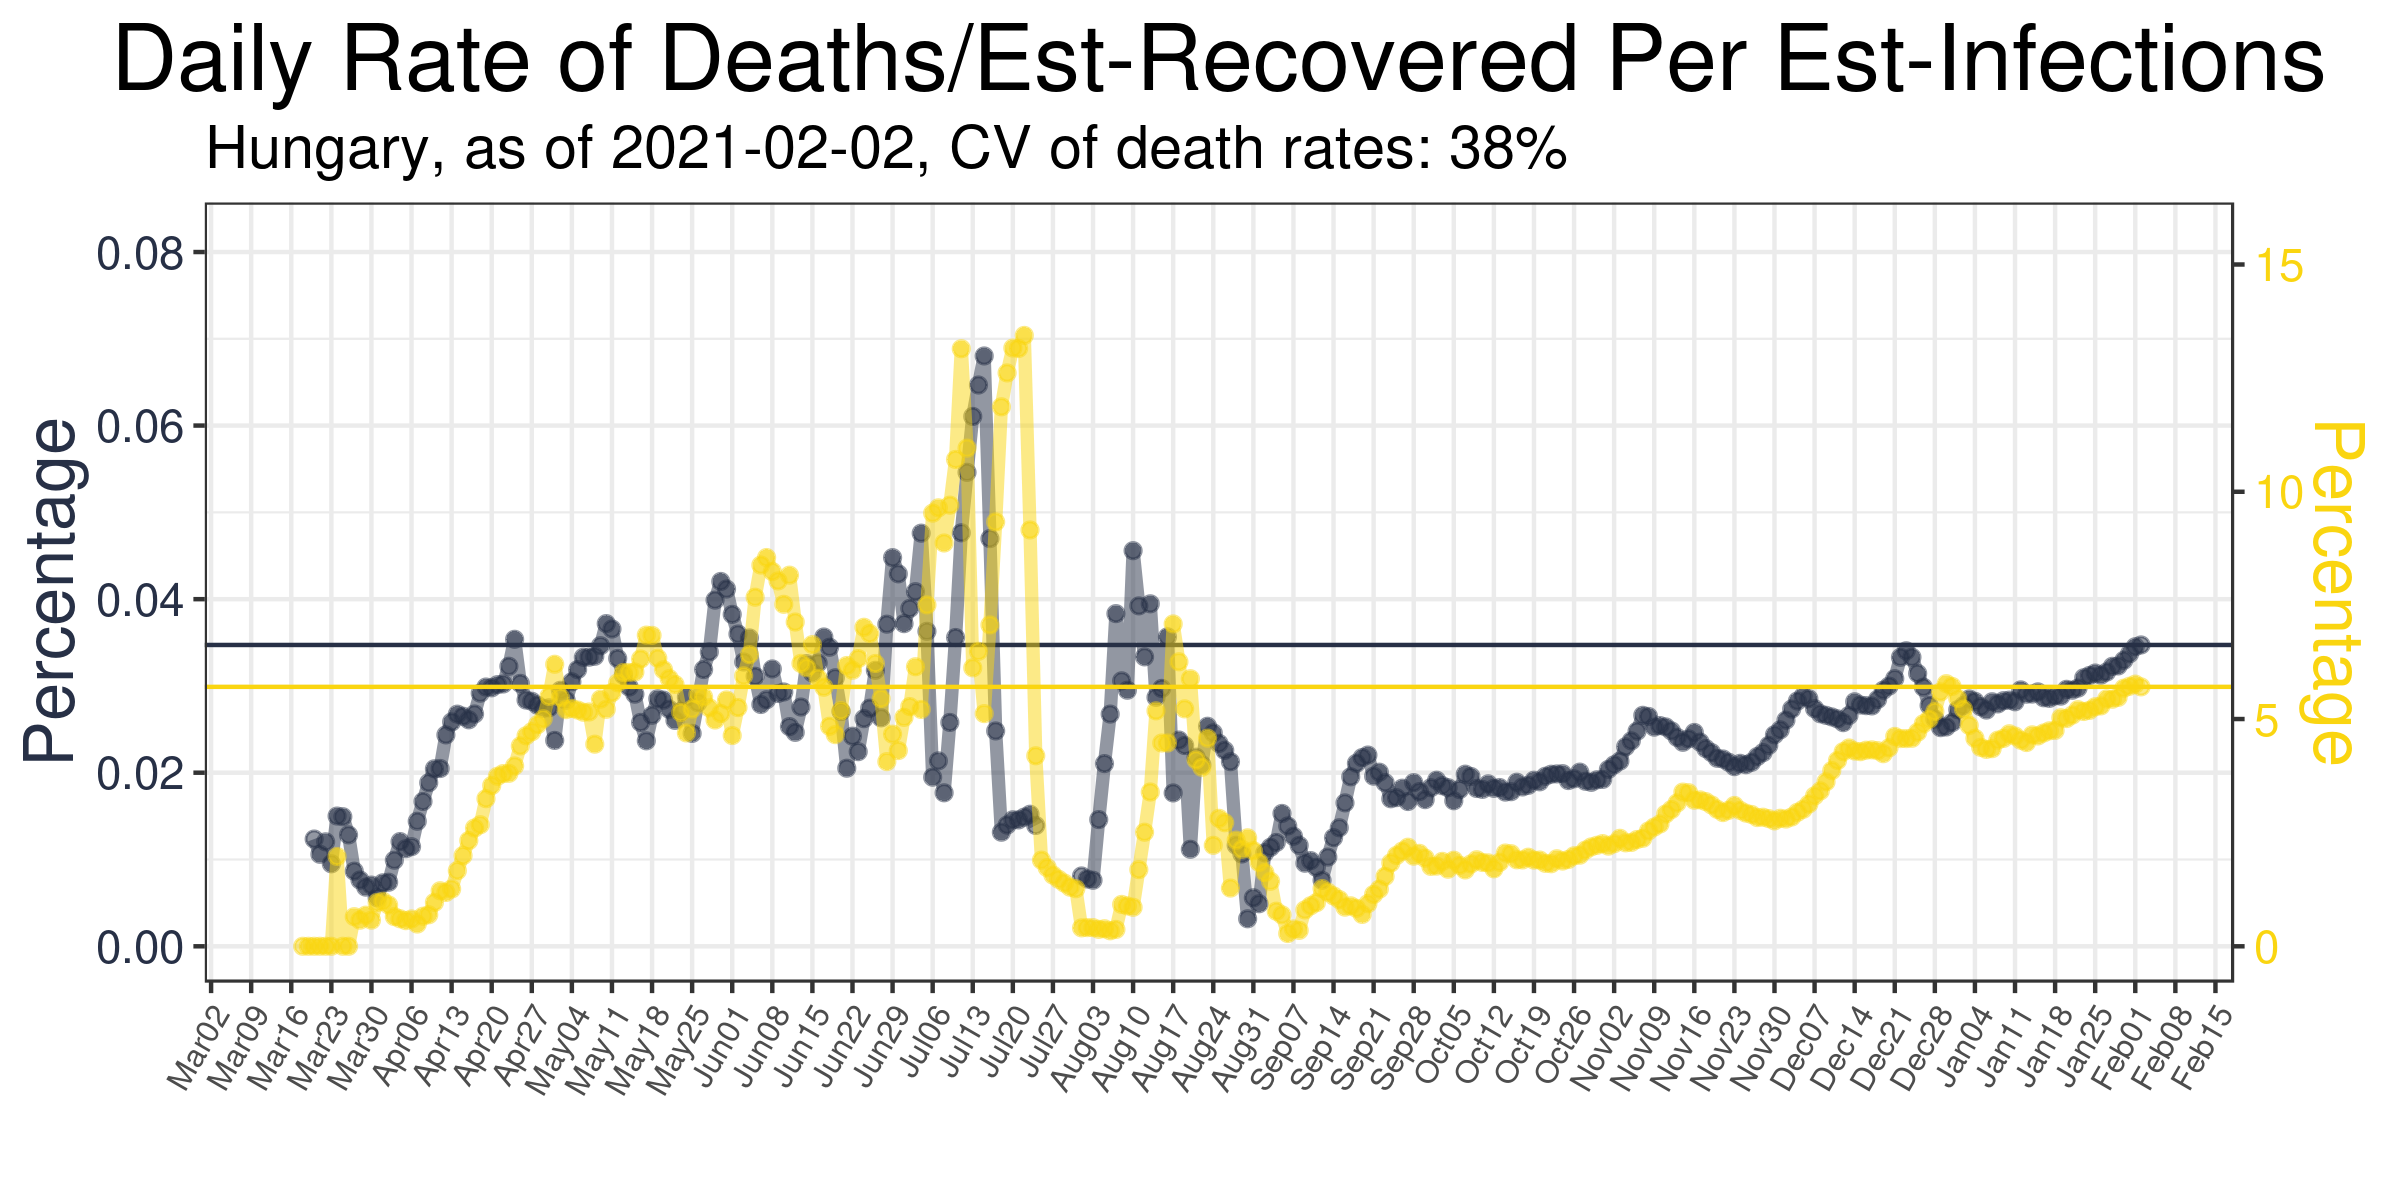 Daily Rate of Deaths/Est-Recovered Per Est-Infections
Hungary, as of 2021-02-02, CV of death rates: 38%
Percentage
0.08
0.06
0.04
0.02
0.00
15
10
5
0
Percentage
Mar02
Mar09
Mar16
Mar23
Mar30
Apr06
Apr13
Apr20
Apr27
May04
May11
May18
May25
Jun01
Jun08
Jun15
Jun22
Jun29
Jul06
Jul13
Jul20
Jul27
Aug03
Aug10
Aug17
Aug24
Aug31
Sep07
Sep14
Sep21
Sep28
Oct05
Oct12
Oct19
Oct26
Nov02
Nov09
Nov16
Nov23
Nov30
Dec07
Dec14
Dec21
Dec28
Jan04
Jan11
Jan18
Jan25
Feb01
Feb08
Feb15